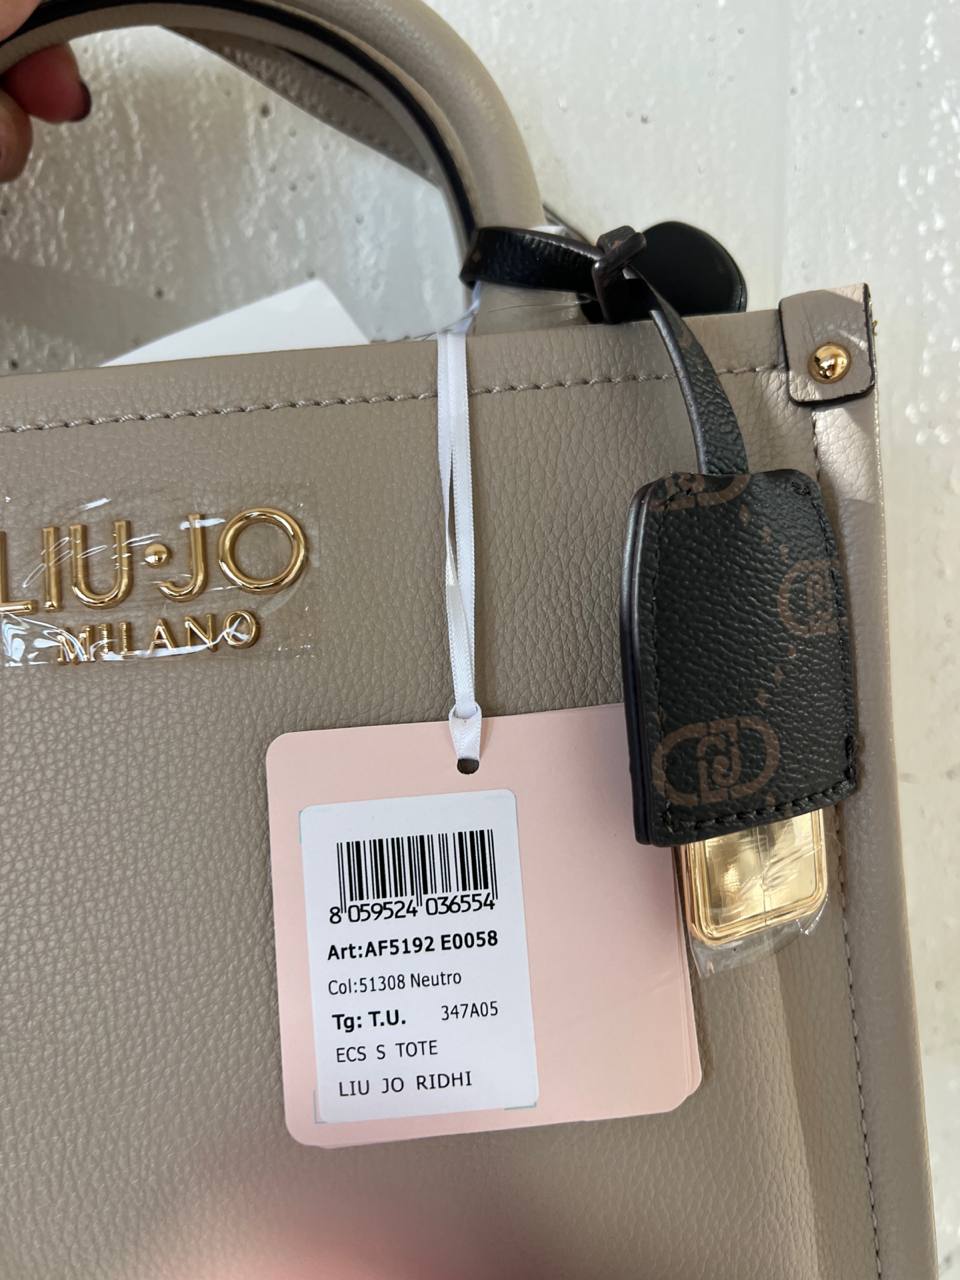 LIU·JO
MILANO
8 059524 036554
Art:AF5192 E0058
Col:51308 Neutro
Tg: T.U. 347A05
ECS S TOTE
LIU JO RIDHI